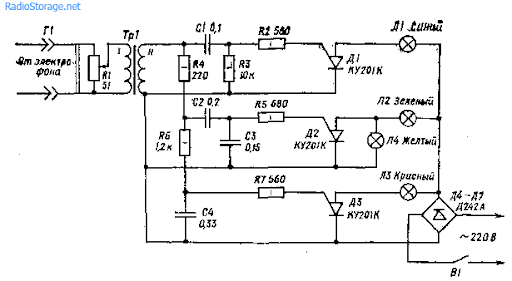 RadioStorage.net
Г1
Тр1
C1 0,1
R2 560
Л1 Синий
От электро-
фона
R1
51
I
II
R4
220
R3
10к
Д1
КУ201К
C2 0,2
R5 680
Л2 Зеленый
R6
1,2к
C3
0,15
Д2
КУ201К
Л4 Желтый
R7 560
Л3 Красный
C4
0,33
Д3
КУ201К
Д4-Д7
Д242А
~220В
В1